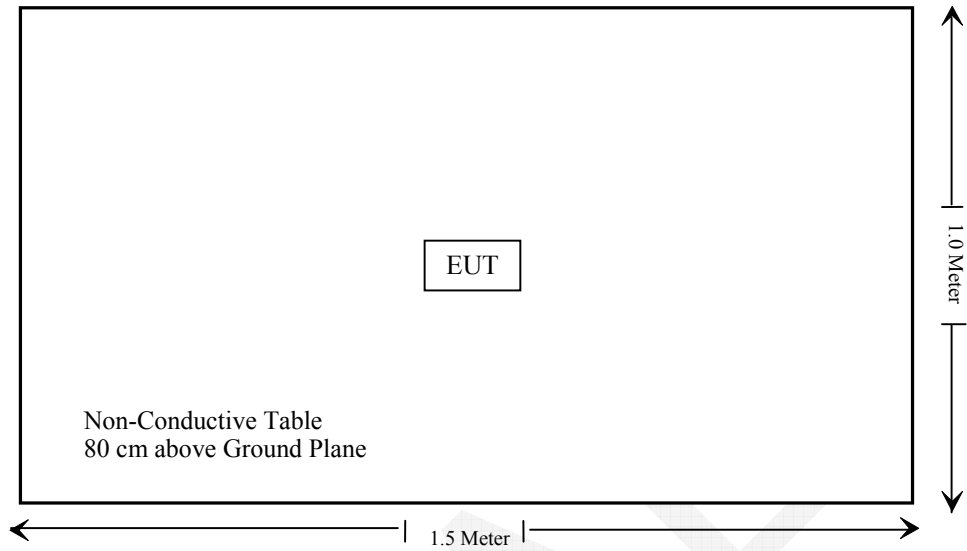 EUT
1.0 Meter
Non-Conductive Table
80 cm above Ground Plane
1.5 Meter